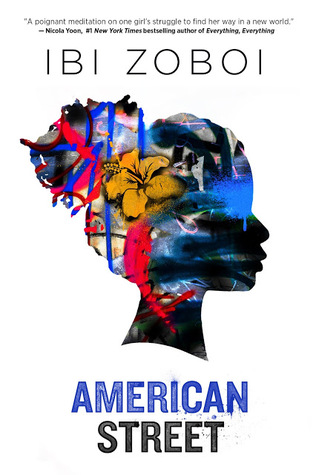 “A poignant meditation on one girl’s struggle to find her way in a new world.”
— Nicola Yoon, #1 New York Times bestselling author of Everything, Everything
IBI ZOBOI
AMERICAN
STREET